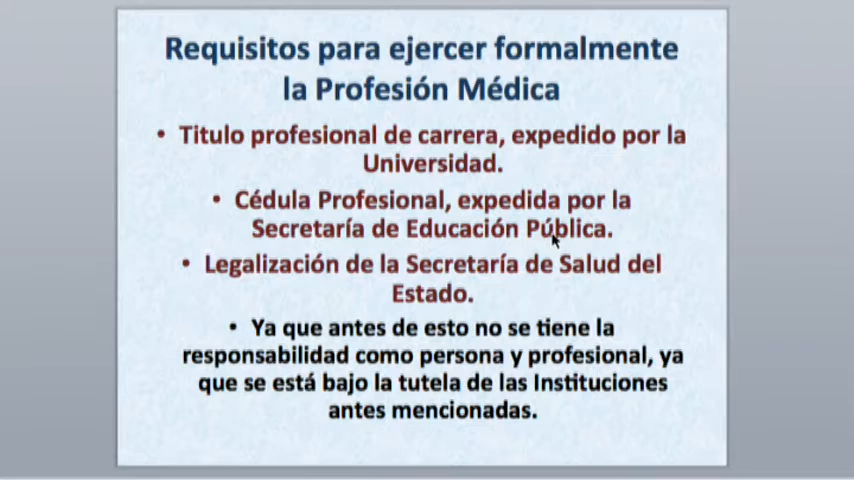 Requisitos para ejercer formalmente
la Profesión Médica
• Titulo profesional de carrera, expedido por la
Universidad.
• Cédula Profesional, expedida por la
Secretaría de Educación Pública.
• Legalización de la Secretaría de Salud del
Estado.
• Ya que antes de esto no se tiene la
responsabilidad como persona y profesional, ya
que se está bajo la tutela de las Instituciones
antes mencionadas.